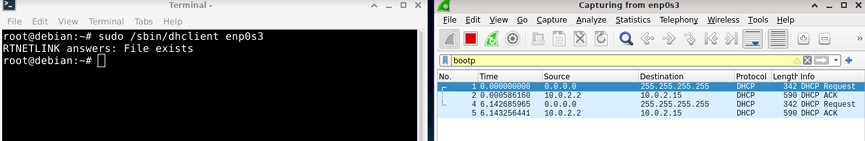 Terminal -
File Edit View Terminal Tabs Help
root@debian:~# sudo /sbin/dhclient enp0s3
RTNETLINK answers: File exists
root@debian:~#
Capturing from enp0s3
File Edit View Go Capture Analyze Statistics Telephony Wireless Tools Help
bootp
No. Time Source Destination Protocol Length Info
1 0.000000000 0.0.0.0 255.255.255.255 DHCP 342 DHCP Request
2 0.000586160 10.0.2.2 10.0.2.15 DHCP 590 DHCP ACK
4 6.142685965 0.0.0.0 255.255.255.255 DHCP 342 DHCP Request
5 6.143256441 10.0.2.2 10.0.2.15 DHCP 590 DHCP ACK